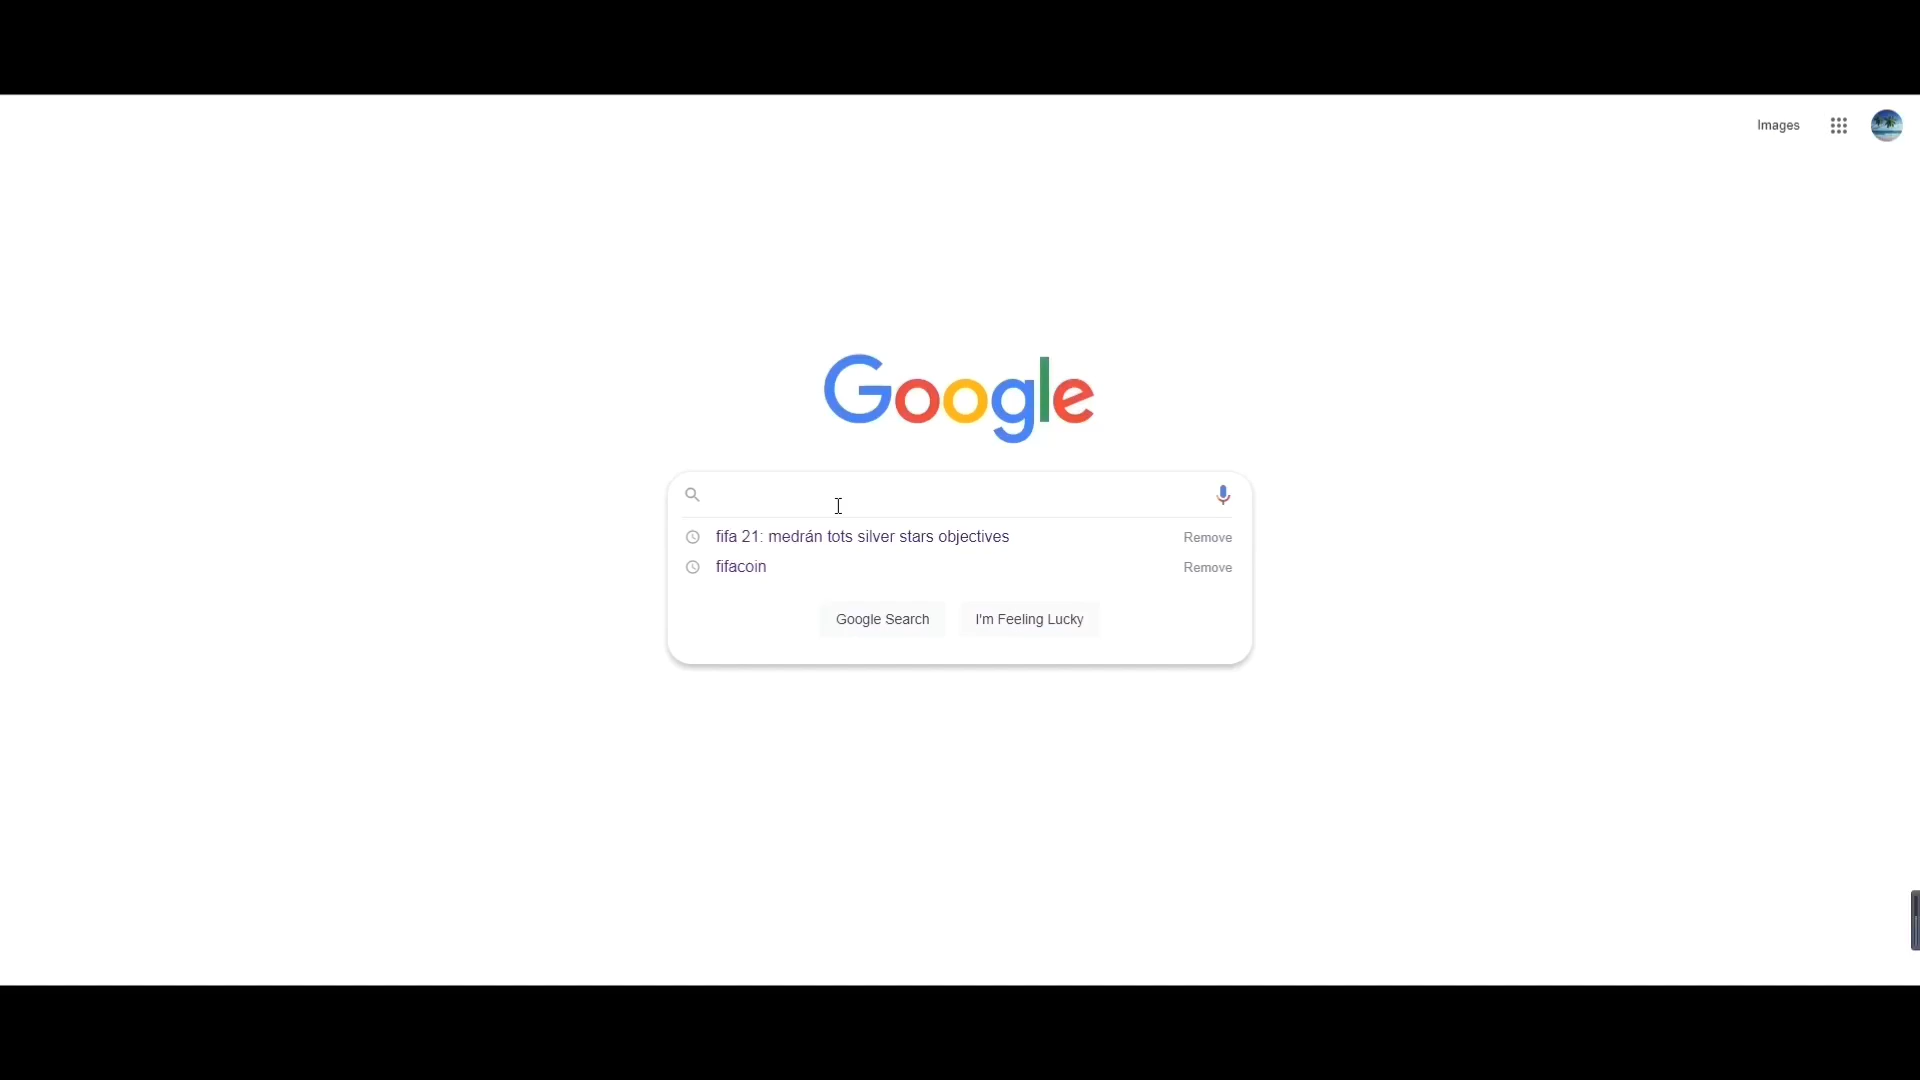 Images
Google
fifa 21: medrán tots silver stars objectives Remove
fifacoin Remove
Google Search I'm Feeling Lucky